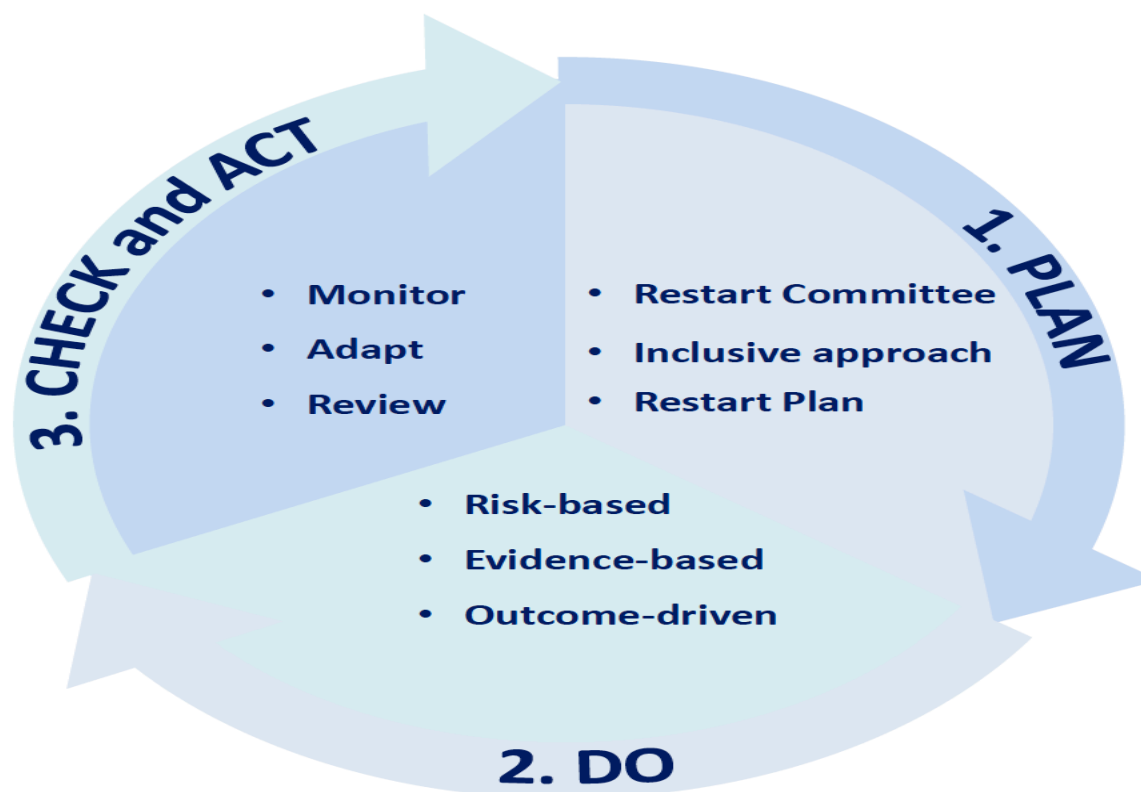 1. PLAN
• Restart Committee
• Inclusive approach
• Restart Plan
2. DO
• Risk-based
• Evidence-based
• Outcome-driven
3. CHECK and ACT
• Monitor
• Adapt
• Review